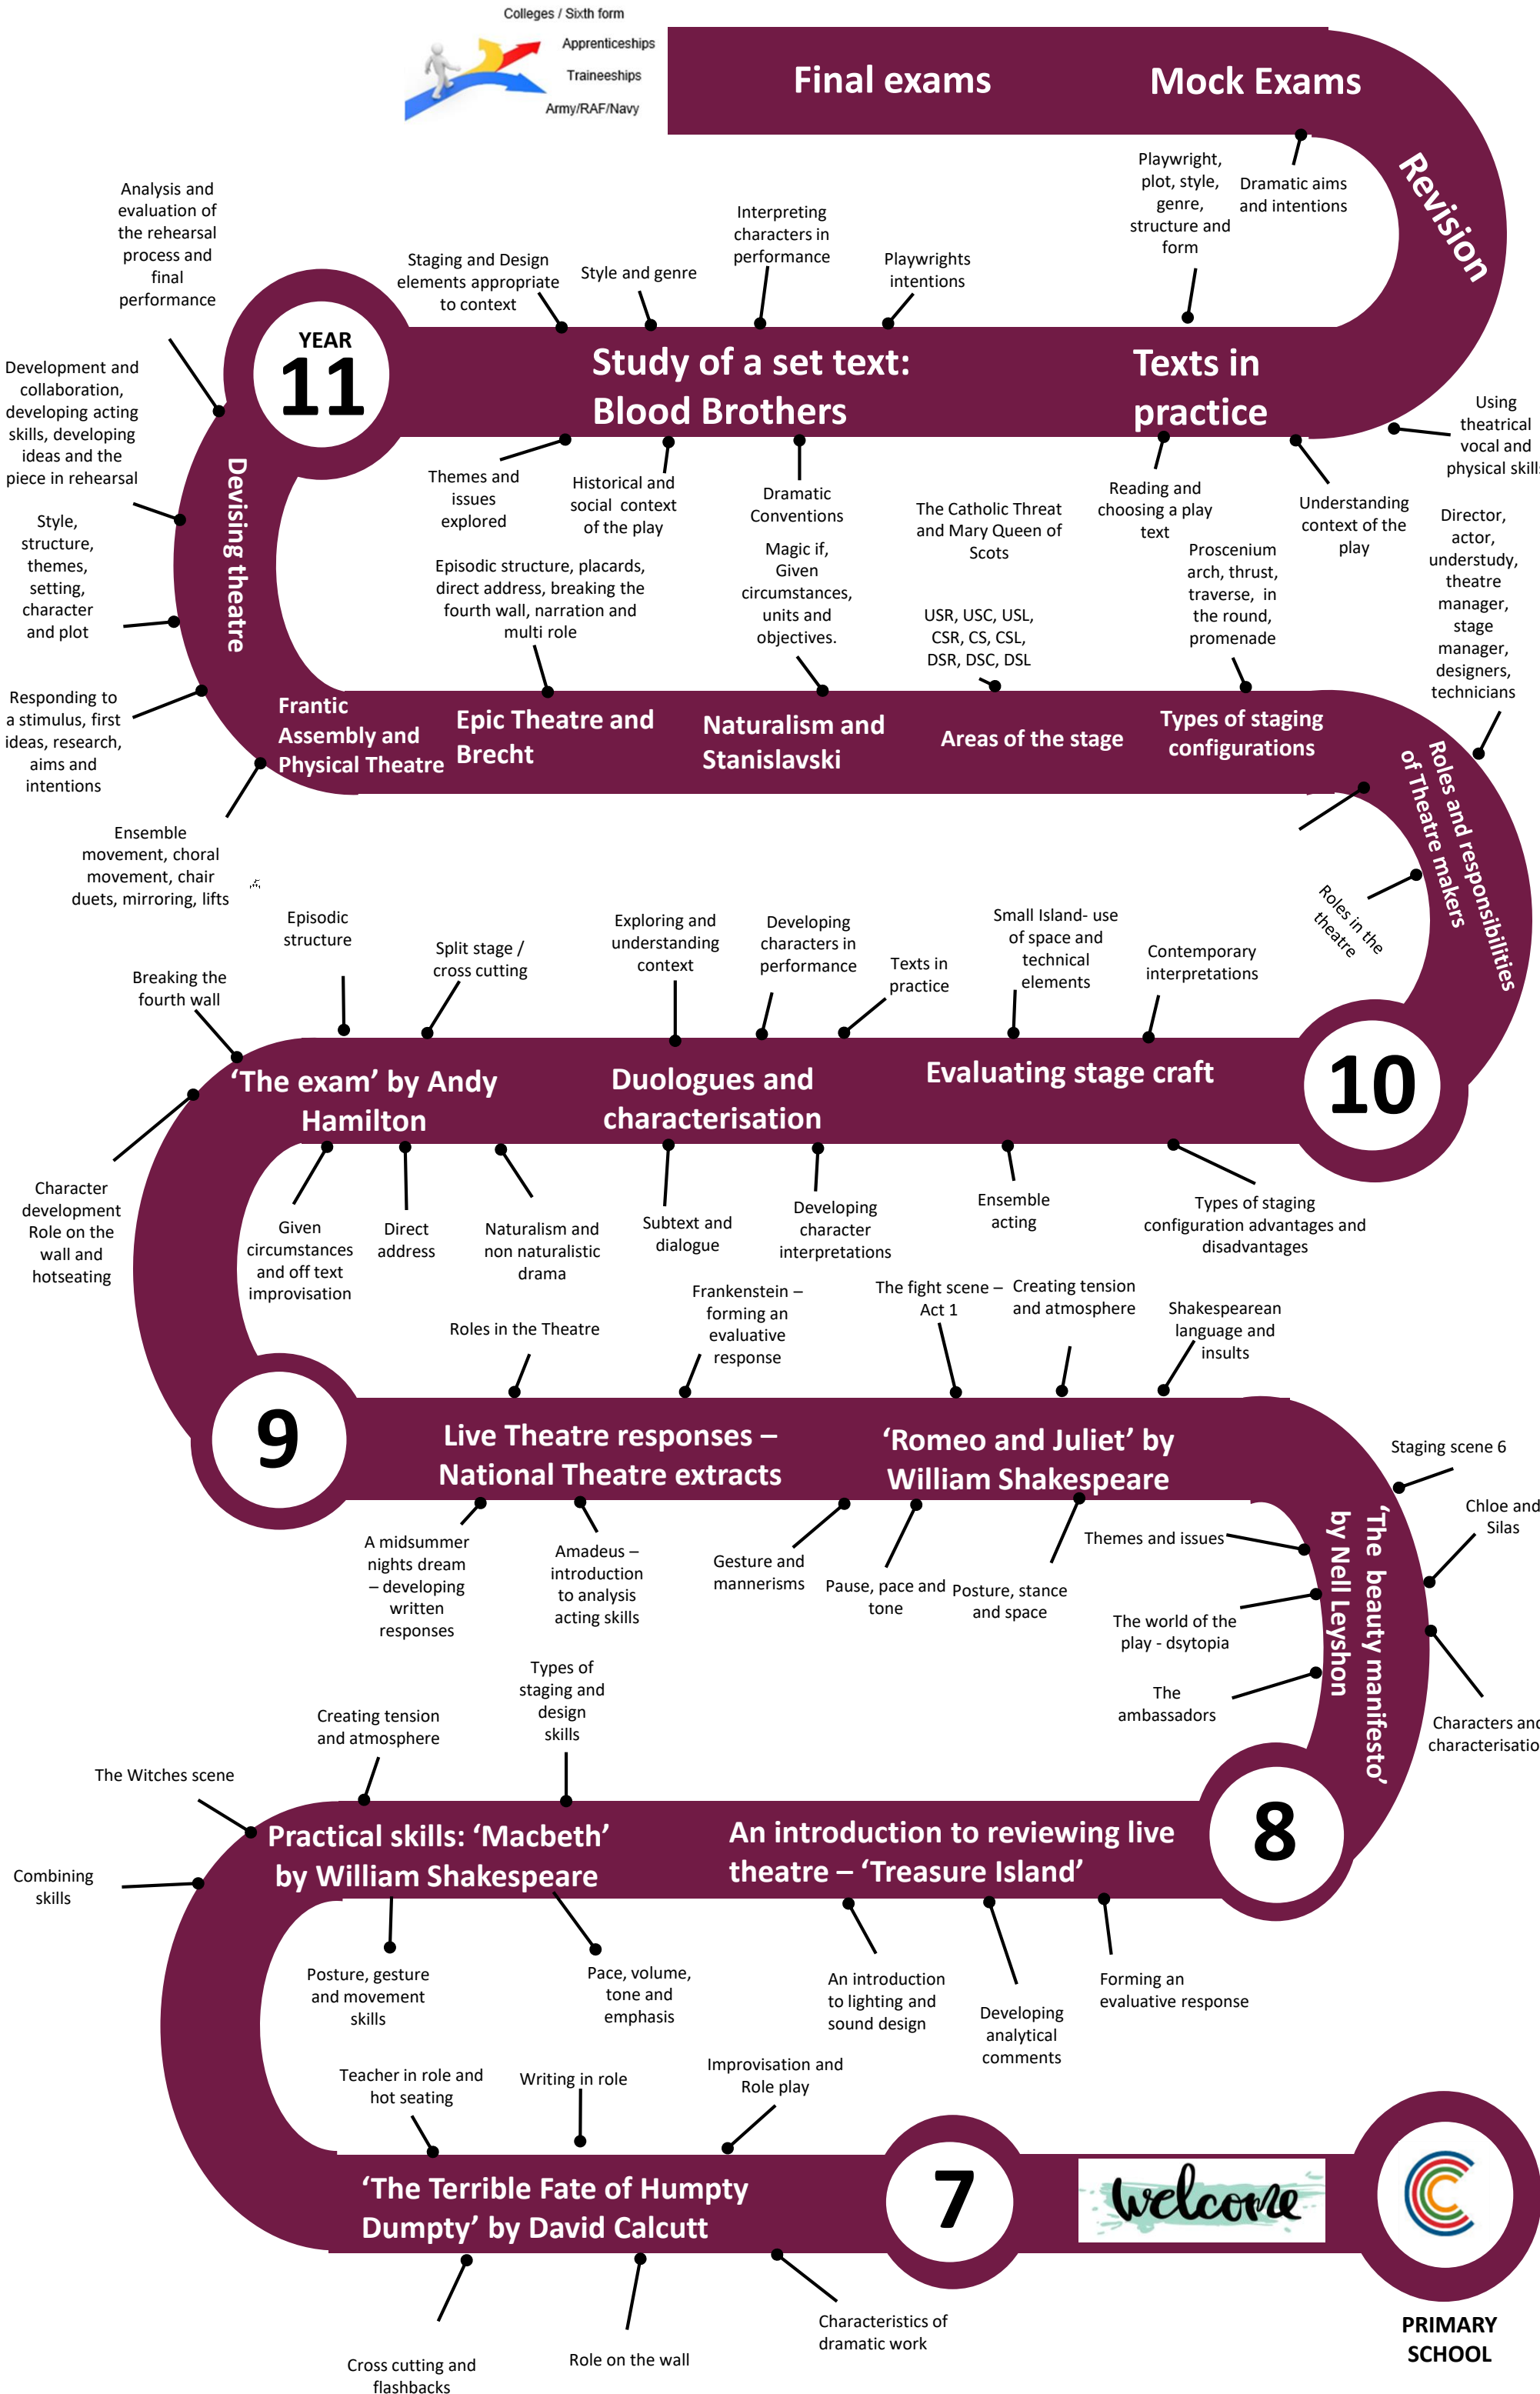 Colleges / Sixth form
Apprenticeships
Traineeships
Army/RAF/Navy
Final exams
Mock Exams
Revision
Playwright,
plot, style,
genre,
structure and
form
Dramatic aims
and intentions
Analysis and
evaluation of
the rehearsal
process and
final
performance
Staging and Design
elements appropriate
to context
Style and genre
Interpreting
characters in
performance
Playwrights
intentions
YEAR
11
Study of a set text:
Blood Brothers
Texts in
practice
Using
theatrical
vocal and
physical skill
Development and
collaboration,
developing acting
skills, developing
ideas and the
piece in rehearsal
Devising theatre
Themes and
issues
explored
Historical and
social context
of the play
Dramatic
Conventions
The Catholic Threat
and Mary Queen of
Scots
Reading and
choosing a play
text
Understanding
context of the
play
Director,
actor,
understudy,
theatre
manager,
stage
manager,
designers,
technicians
Style,
structure,
themes,
setting,
character
and plot
Episodic structure, placards,
direct address, breaking the
fourth wall, narration and
multi role
Magic if,
Given
circumstances,
units and
objectives.
USR, USC, USL,
CSR, CS, CSL,
DSR, DSC, DSL
Proscenium
arch, thrust,
traverse, in
the round,
promenade
Responding to
a stimulus, first
ideas, research,
aims and
intentions
Frantic
Assembly and
Physical Theatre
Epic Theatre and
Brecht
Naturalism and
Stanislavski
Areas of the stage
Types of staging
configurations
Roles and responsibilities
of Theatre makers
Ensemble
movement, choral
movement, chair
duets, mirroring, lifts
Roles in the
theatre
Breaking the
fourth wall
Episodic
structure
Split stage /
cross cutting
Exploring and
understanding
context
Developing
characters in
performance
Texts in
practice
Small Island- use
of space and
technical
elements
Contemporary
interpretations
‘The exam’ by Andy
Hamilton
Duologues and
characterisation
Evaluating stage craft
10
Character
development
Role on the
wall and
hotseating
Given
circumstances
and off text
improvisation
Direct
address
Naturalism and
non naturalistic
drama
Subtext and
dialogue
Developing
character
interpretations
Ensemble
acting
Types of staging
configuration advantages and
disadvantages
Roles in the Theatre
Frankenstein –
forming an
evaluative
response
The fight scene –
Act 1
Creating tension
and atmosphere
Shakespearean
language and
insults
9
Live Theatre responses –
National Theatre extracts
‘Romeo and Juliet’ by
William Shakespeare
Staging scene 6
Chloe and
Silas
‘The beauty manifesto’
by Nell Leyshon
A midsummer
nights dream
– developing
written
responses
Amadeus –
introduction
to analysis
acting skills
Gesture and
mannerisms
Pause, pace and
tone
Posture, stance
and space
Themes and issues
The world of the
play - dsytopia
The
ambassadors
Characters and
characterisatio
Creating tension
and atmosphere
Types of
staging and
design
skills
The Witches scene
Combining
skills
Practical skills: ‘Macbeth’
by William Shakespeare
An introduction to reviewing live
theatre – ‘Treasure Island’
8
Posture, gesture
and movement
skills
Pace, volume,
tone and
emphasis
An introduction
to lighting and
sound design
Developing
analytical
comments
Forming an
evaluative response
Teacher in role and
hot seating
Writing in role
Improvisation and
Role play
‘The Terrible Fate of Humpty
Dumpty’ by David Calcutt
7
welcome
Cross cutting and
flashbacks
Role on the wall
Characteristics of
dramatic work
PRIMARY
SCHOOL